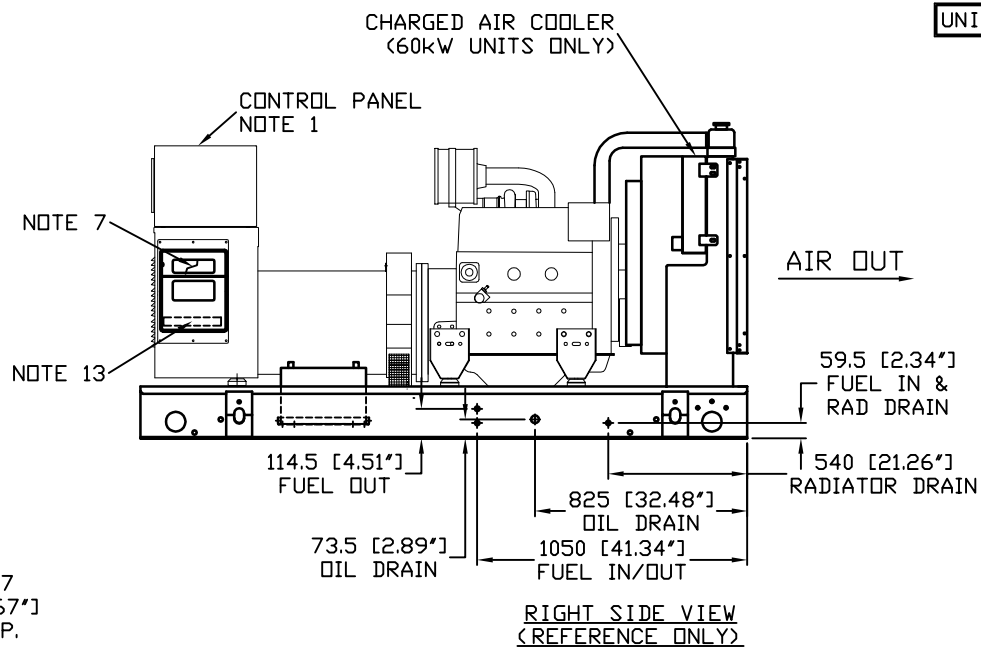 CHARGED AIR COOLER
(60kW UNITS ONLY)
UNI
CONTROL PANEL
NOTE 1
NOTE 7
AIR OUT
NOTE 13
59.5 [2.34"]
FUEL IN &
RAD DRAIN
114.5 [4.51"]
FUEL OUT
540 [21.26"]
RADIATOR DRAIN
825 [32.48"]
OIL DRAIN
73.5 [2.89"]
OIL DRAIN
1050 [41.34"]
FUEL IN/OUT
7
67"]
P.
RIGHT SIDE VIEW
(REFERENCE ONLY)